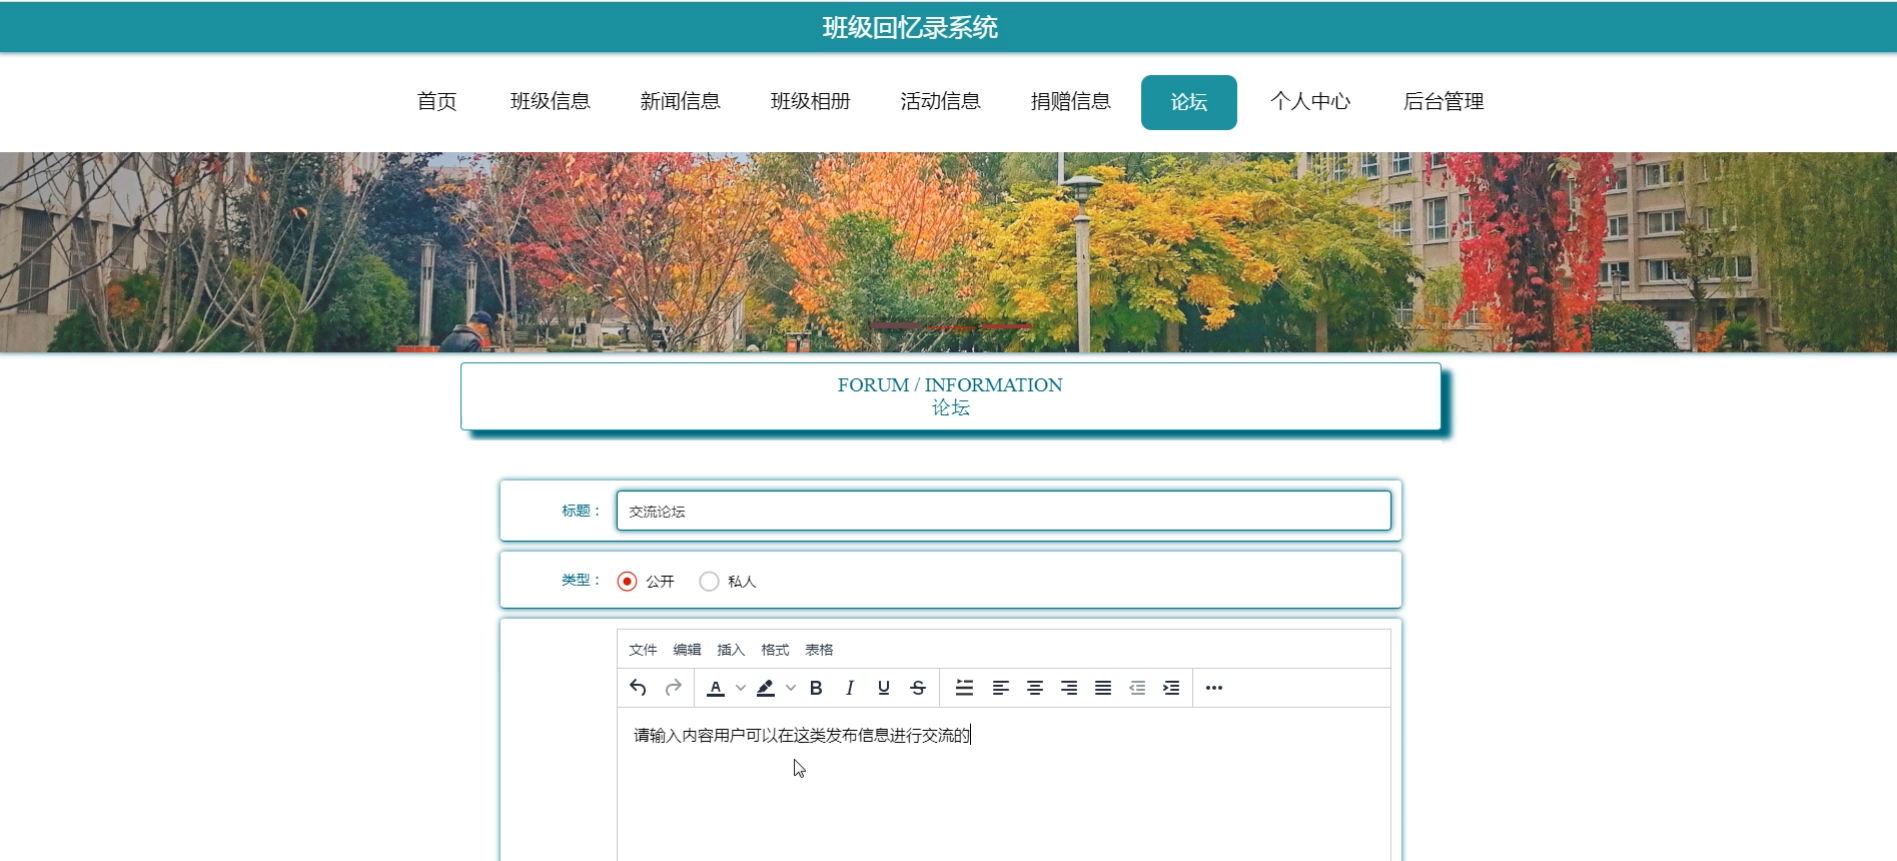 班级回忆录系统
首页 班级信息 新闻信息 班级相册 活动信息 捐赠信息 论坛 个人中心 后台管理
FORUM / INFORMATION
论坛
标题： 交流论坛
类型： 公开 私人
文件 编辑 插入 格式 表格
请输入内容用户可以在这类发布信息进行交流的